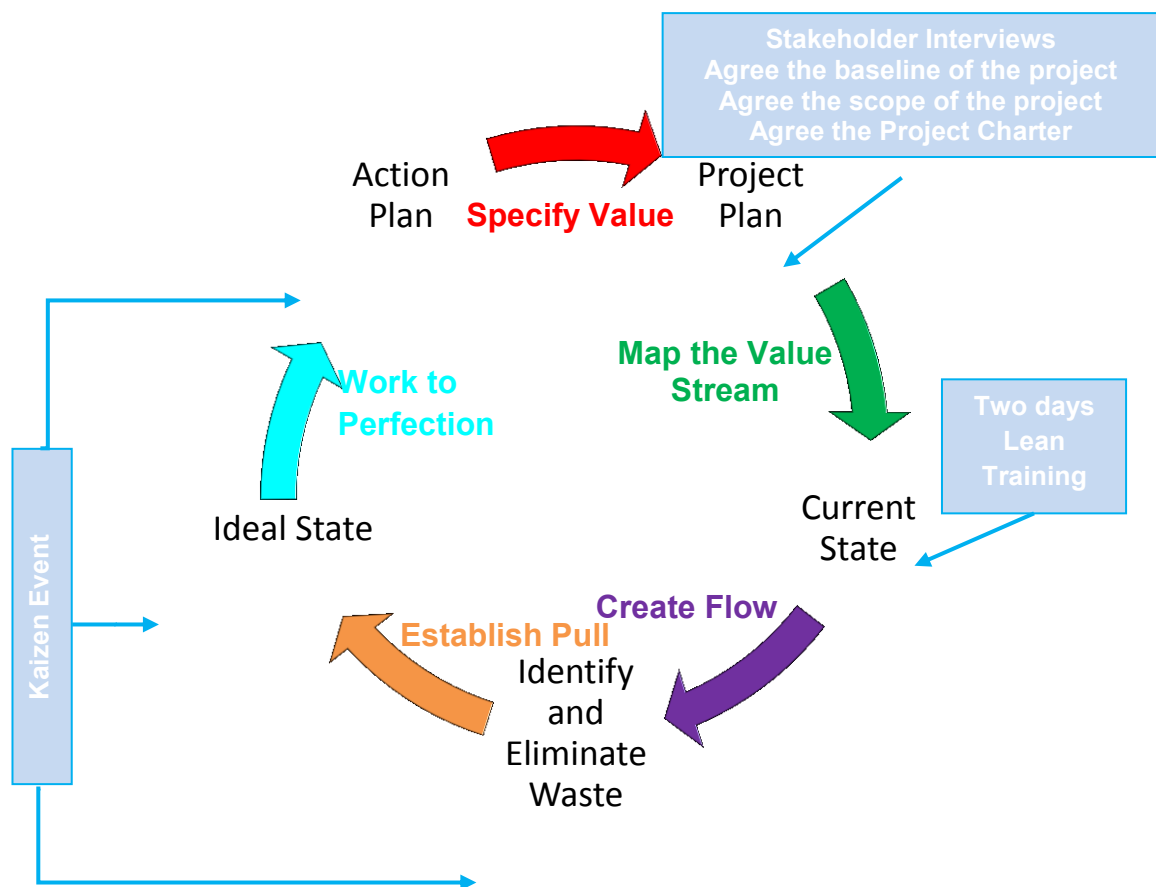 Stakeholder Interviews
Agree the baseline of the project
Agree the scope of the project
Agree the Project Charter
Action
Plan
Specify Value
Project
Plan
Map the Value
Stream
Work to
Perfection
Two days
Lean
Training
Ideal State
Current
State
Kaizen Event
Create Flow
Establish Pull
Identify
and
Eliminate
Waste